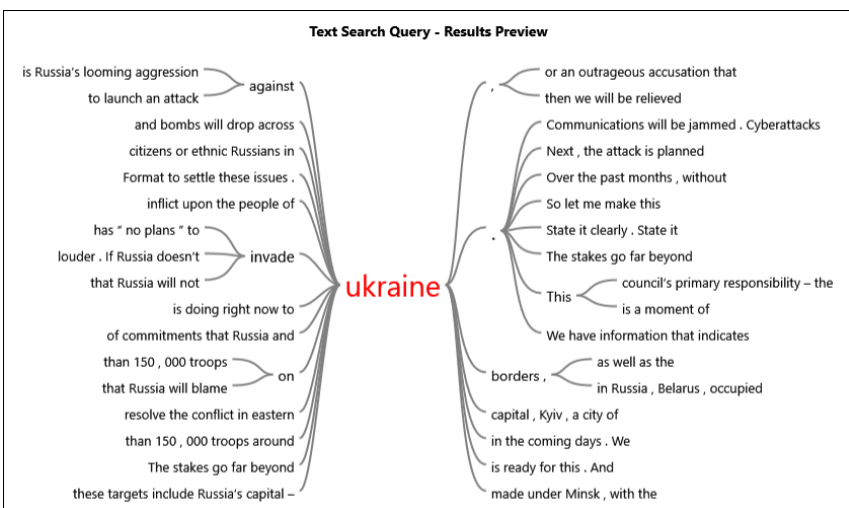 Text Search Query - Results Preview
is Russia's looming aggression
to launch an attack
against
and bombs will drop across
citizens or ethnic Russians in
Format to settle these issues .
inflict upon the people of
has “ no plans ” to
louder . If Russia doesn't
that Russia will not
invade
is doing right now to
of commitments that Russia and
than 150 , 000 troops
that Russia will blame
on
resolve the conflict in eastern
than 150 , 000 troops around
The stakes go far beyond
these targets include Russia's capital –
ukraine
,
or an outrageous accusation that
then we will be relieved
.
Communications will be jammed . Cyberattacks
Next , the attack is planned
Over the past months , without
So let me make this
State it clearly . State it
The stakes go far beyond
This
council's primary responsibility – the
is a moment of
We have information that indicates
borders ,
as well as the
in Russia , Belarus , occupied
capital , Kyiv , a city of
in the coming days . We
is ready for this . And
made under Minsk , with the